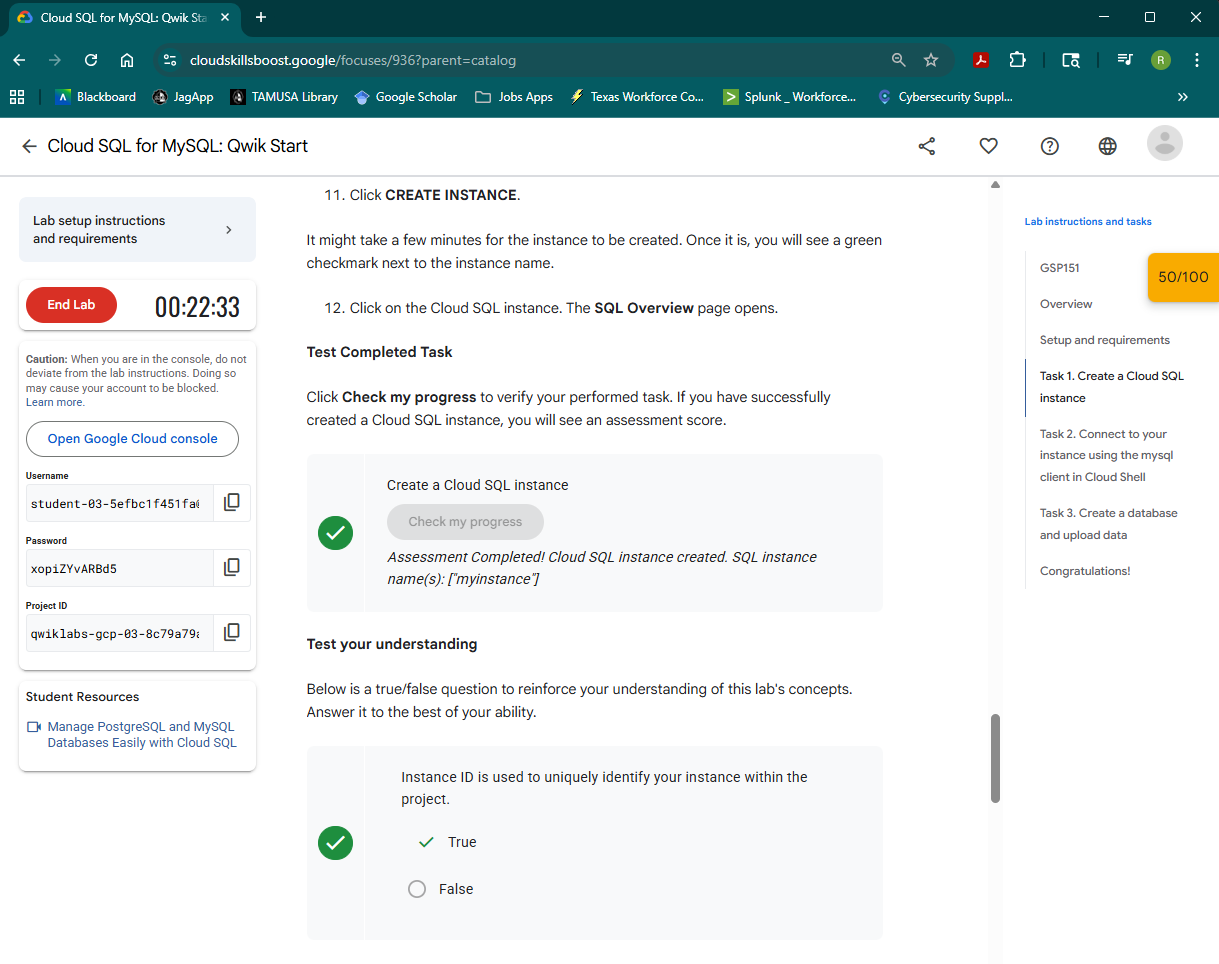 Cloud SQL for MySQL: Qwik Sta
cloudskillsboost.google/focuses/936?parent=catalog
R
Blackboard
JagApp
TAMUSA Library
Google Scholar
Jobs Apps
Texas Workforce Co...
Splunk _ Workforce...
Cybersecurity Suppl...
Cloud SQL for MySQL: Qwik Start
Lab setup instructions
and requirements
End Lab
00:22:33
Caution: When you are in the console, do not
deviate from the lab instructions. Doing so
may cause your account to be blocked.
Learn more.
Open Google Cloud console
Username
student-03-5efbc1f451fa
Password
xopiZYvARBd5
Project ID
qwiklabs-gcp-03-8c79a79a
Student Resources
Manage PostgreSQL and MySQL
Databases Easily with Cloud SQL
11. Click CREATE INSTANCE.
It might take a few minutes for the instance to be created. Once it is, you will see a green
checkmark next to the instance name.
12. Click on the Cloud SQL instance. The SQL Overview page opens.
Test Completed Task
Click Check my progress to verify your performed task. If you have successfully
created a Cloud SQL instance, you will see an assessment score.
Create a Cloud SQL instance
Check my progress
Assessment Completed! Cloud SQL instance created. SQL instance
name(s): ["myinstance"]
Test your understanding
Below is a true/false question to reinforce your understanding of this lab's concepts.
Answer it to the best of your ability.
Instance ID is used to uniquely identify your instance within the
project.
True
False
Lab instructions and tasks
GSP151
50/100
Overview
Setup and requirements
Task 1. Create a Cloud SQL
instance
Task 2. Connect to your
instance using the mysql
client in Cloud Shell
Task 3. Create a database
and upload data
Congratulations!